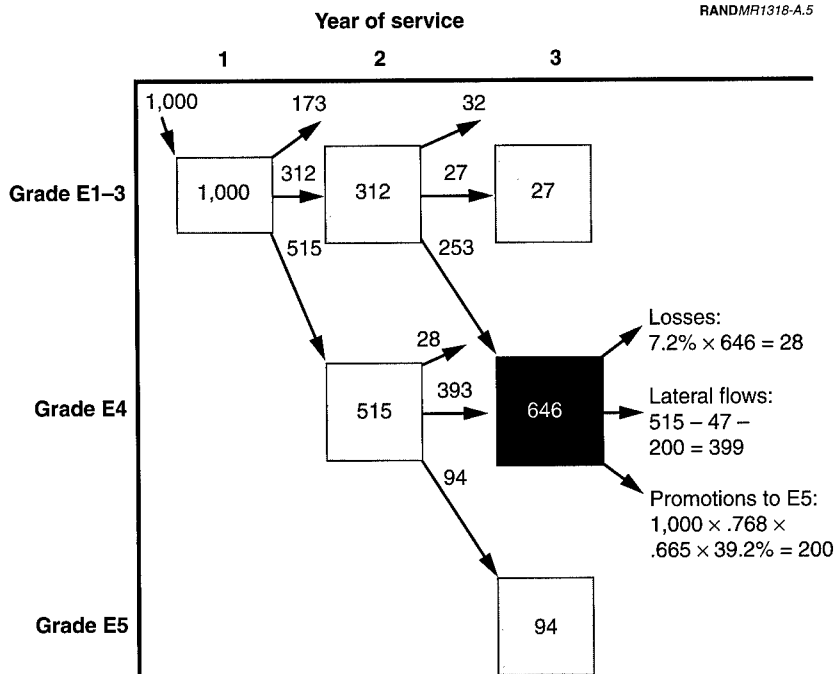 RANDMR1318-A.5
Year of service
1 2 3
1,000 173 32
Grade E1–3
1,000
312
312
27
27
515
253
Grade E4
28
515
393
94
646
Losses:
7.2% × 646 = 28
Lateral flows:
515 – 47 –
200 = 399
Promotions to E5:
1,000 × .768 ×
.665 × 39.2% = 200
Grade E5
94